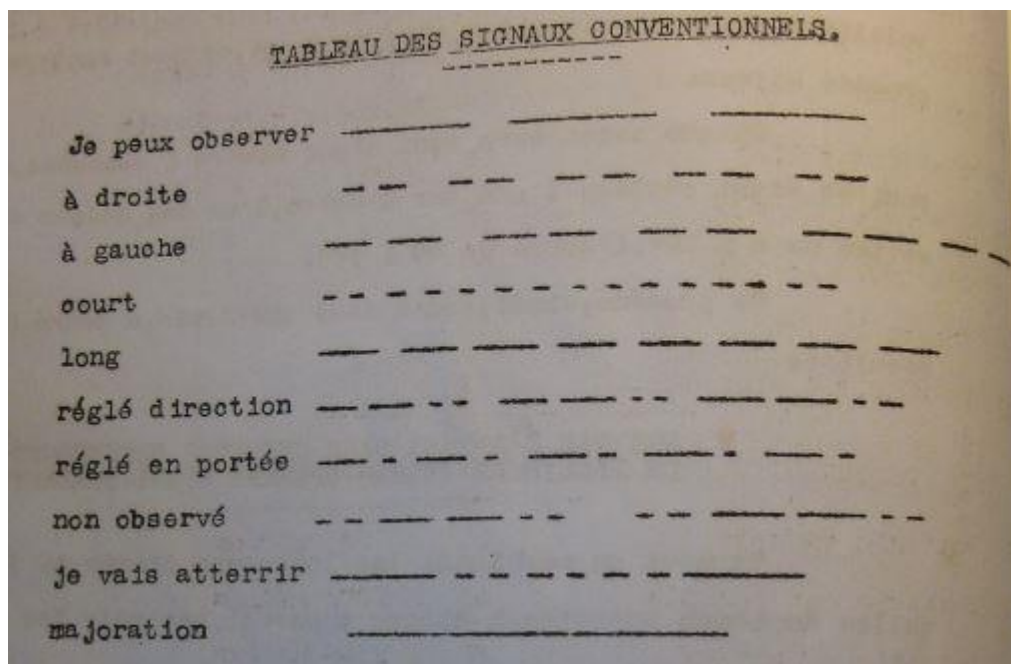 TABLEAU DES SIGNAUX CONVENTIONNELS.
Je peux observer
à droite
à gauche
court
long
réglé direction
réglé en portée
non observé
je vais atterrir
majoration